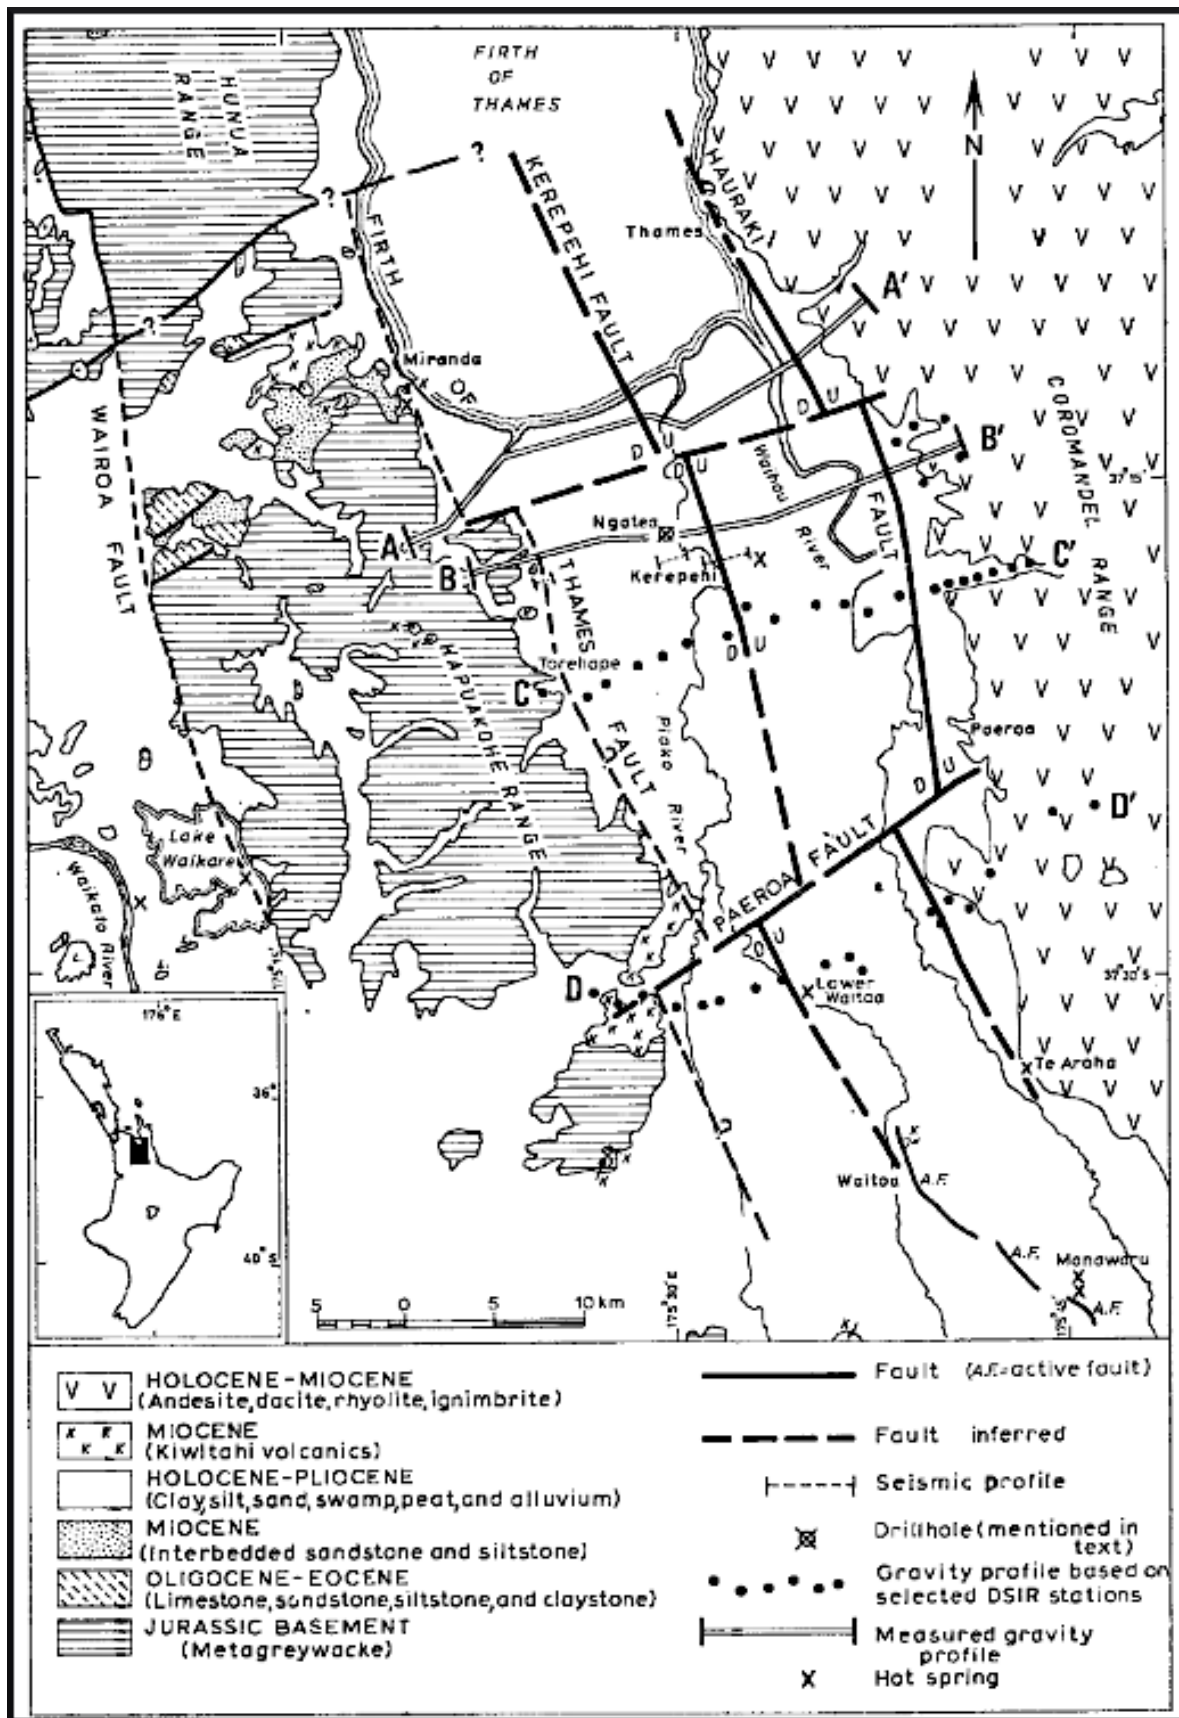 FIRTH
OF
THAMES
HUNUA
RANGE
N
KEREPEHI FAULT
HAURAKI
FAULT
Thames
?
?
?
FIRTH
OF
THAMES
FAULT
?
Miranda
A
A'
B
B'
C
C'
D
D'
D U
D U
D U
D U
D U
D U
WAIROA
FAULT
COROMANDEL
RANGE
37°15'
Waihou
River
Ngatea
Kerepehi
Torehape
HAPUAKOHE RANGE
Piako
River
Paeroa
PAEROA FAULT
Lake
Waikare
Waikato River
Lower
Waitoa
37°30'S
Te Aroha
?
Waitoa
A.F.
A.F.
A.F.
Manawaru
175°30'E
175°45'
176°E
36°
40°S
5 0 5 10 km
V V HOLOCENE-MIOCENE
(Andesite, dacite, rhyolite, ignimbrite)
MIOCENE
(Kiwitahi volcanics)
HOLOCENE-PLIOCENE
(Clay, silt, sand, swamp, peat, and alluvium)
MIOCENE
(Interbedded sandstone and siltstone)
OLIGOCENE-EOCENE
(Limestone, sandstone, siltstone, and claystone)
JURASSIC BASEMENT
(Metagreywacke)
Fault (A.F.=active fault)
Fault inferred
Seismic profile
Drillhole (mentioned in
text)
Gravity profile based on
selected DSIR stations
Measured gravity
profile
Hot spring